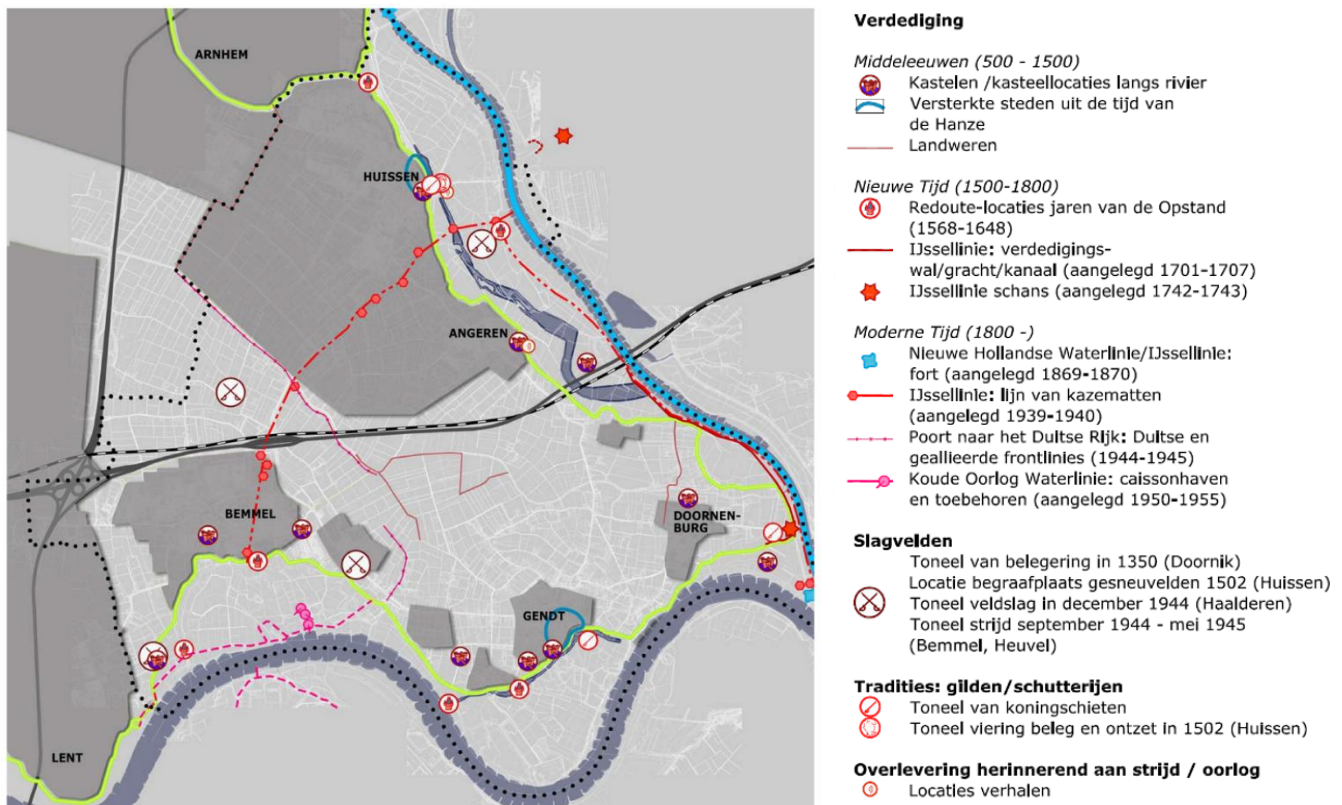 ARNHEM
HUISSEN
ANGEREN
BEMMEL
DOORNEN-
BURG
GENDT
LENT
Verdediging
Middeleeuwen (500 - 1500)
Kastelen /kasteellocaties langs rivier
Versterkte steden uit de tijd van
de Hanze
Landweren
Nieuwe Tijd (1500-1800)
Redoute-locaties jaren van de Opstand
(1568-1648)
IJssellinie: verdedigings-
wal/gracht/kanaal (aangelegd 1701-1707)
IJssellinie schans (aangelegd 1742-1743)
Moderne Tijd (1800 -)
Nieuwe Hollandse Waterlinie/IJssellinie:
fort (aangelegd 1869-1870)
IJssellinie: lijn van kazematten
(aangelegd 1939-1940)
Poort naar het Duitse Rijk: Duitse en
geallieerde frontlinies (1944-1945)
Koude Oorlog Waterlinie: caissonhaven
en toebehoren (aangelegd 1950-1955)
Slagvelden
Toneel van belegering in 1350 (Doornik)
Locatie begraafplaats gesneuvelden 1502 (Huissen)
Toneel veldslag in december 1944 (Haalderen)
Toneel strijd september 1944 - mei 1945
(Bemmel, Heuvel)
Tradities: gilden/schutterijen
Toneel van koningschieten
Toneel viering beleg en ontzet in 1502 (Huissen)
Overlevering herinnerend aan strijd / oorlog
Locaties verhalen